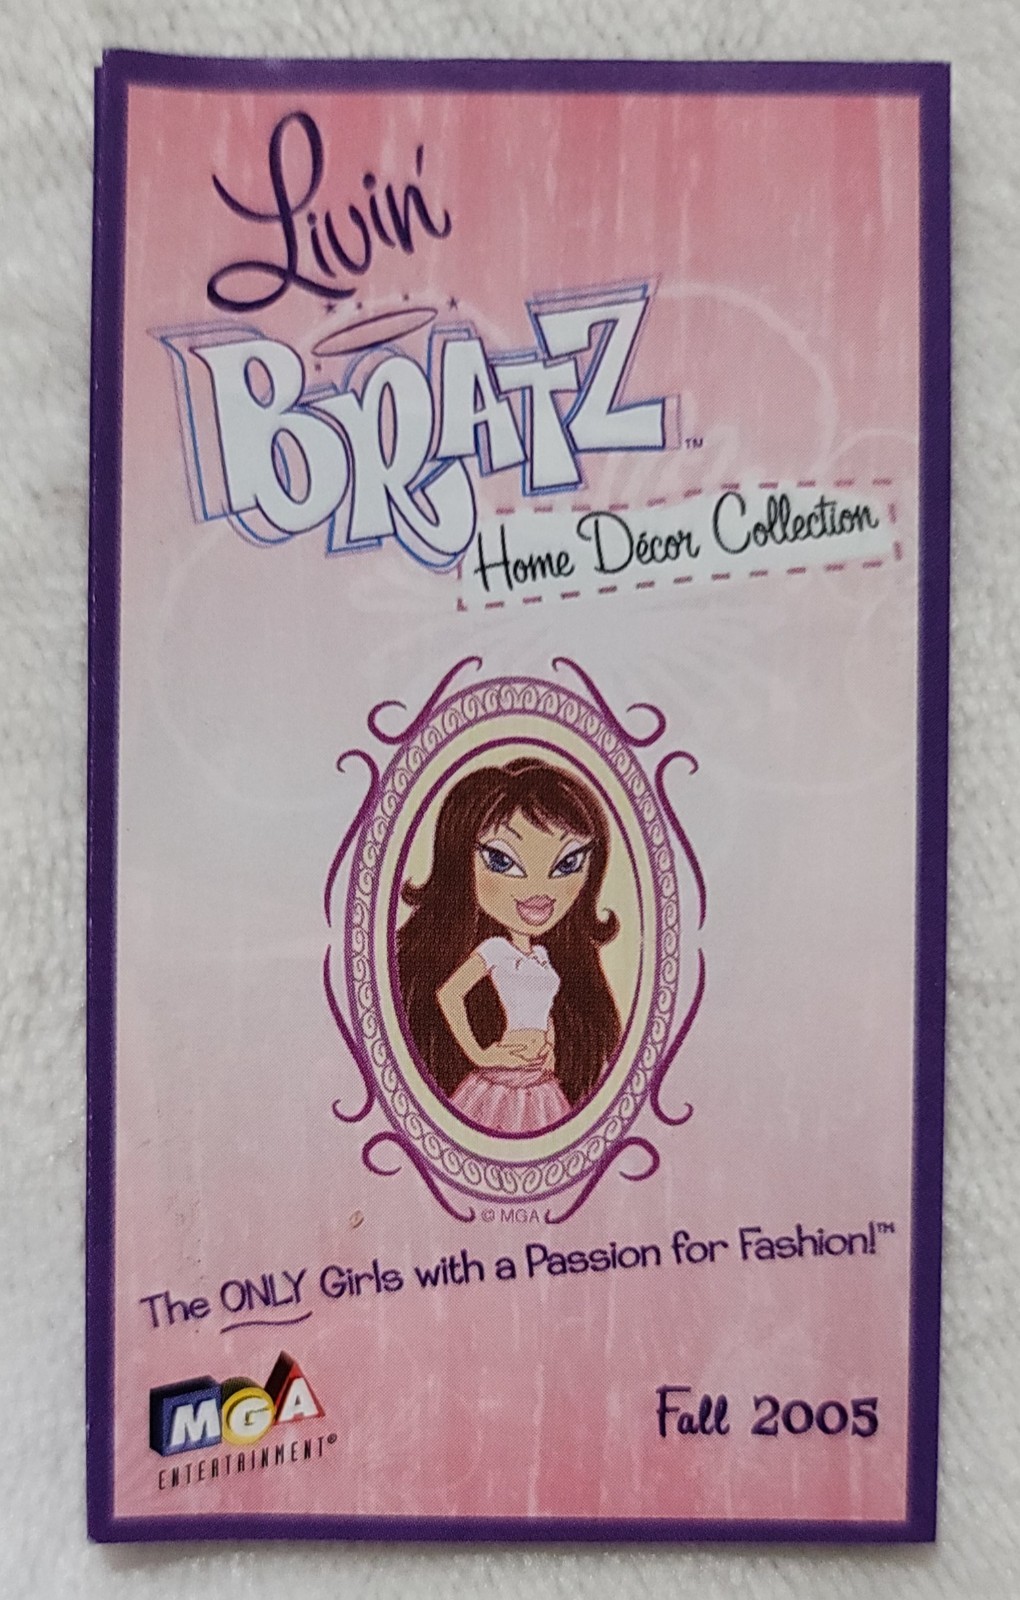 Livin'
BRATZ™
Home Décor Collection
© MGA
The ONLY Girls with a Passion for Fashion!™
MGA
ENTERTAINMENT®
Fall 2005